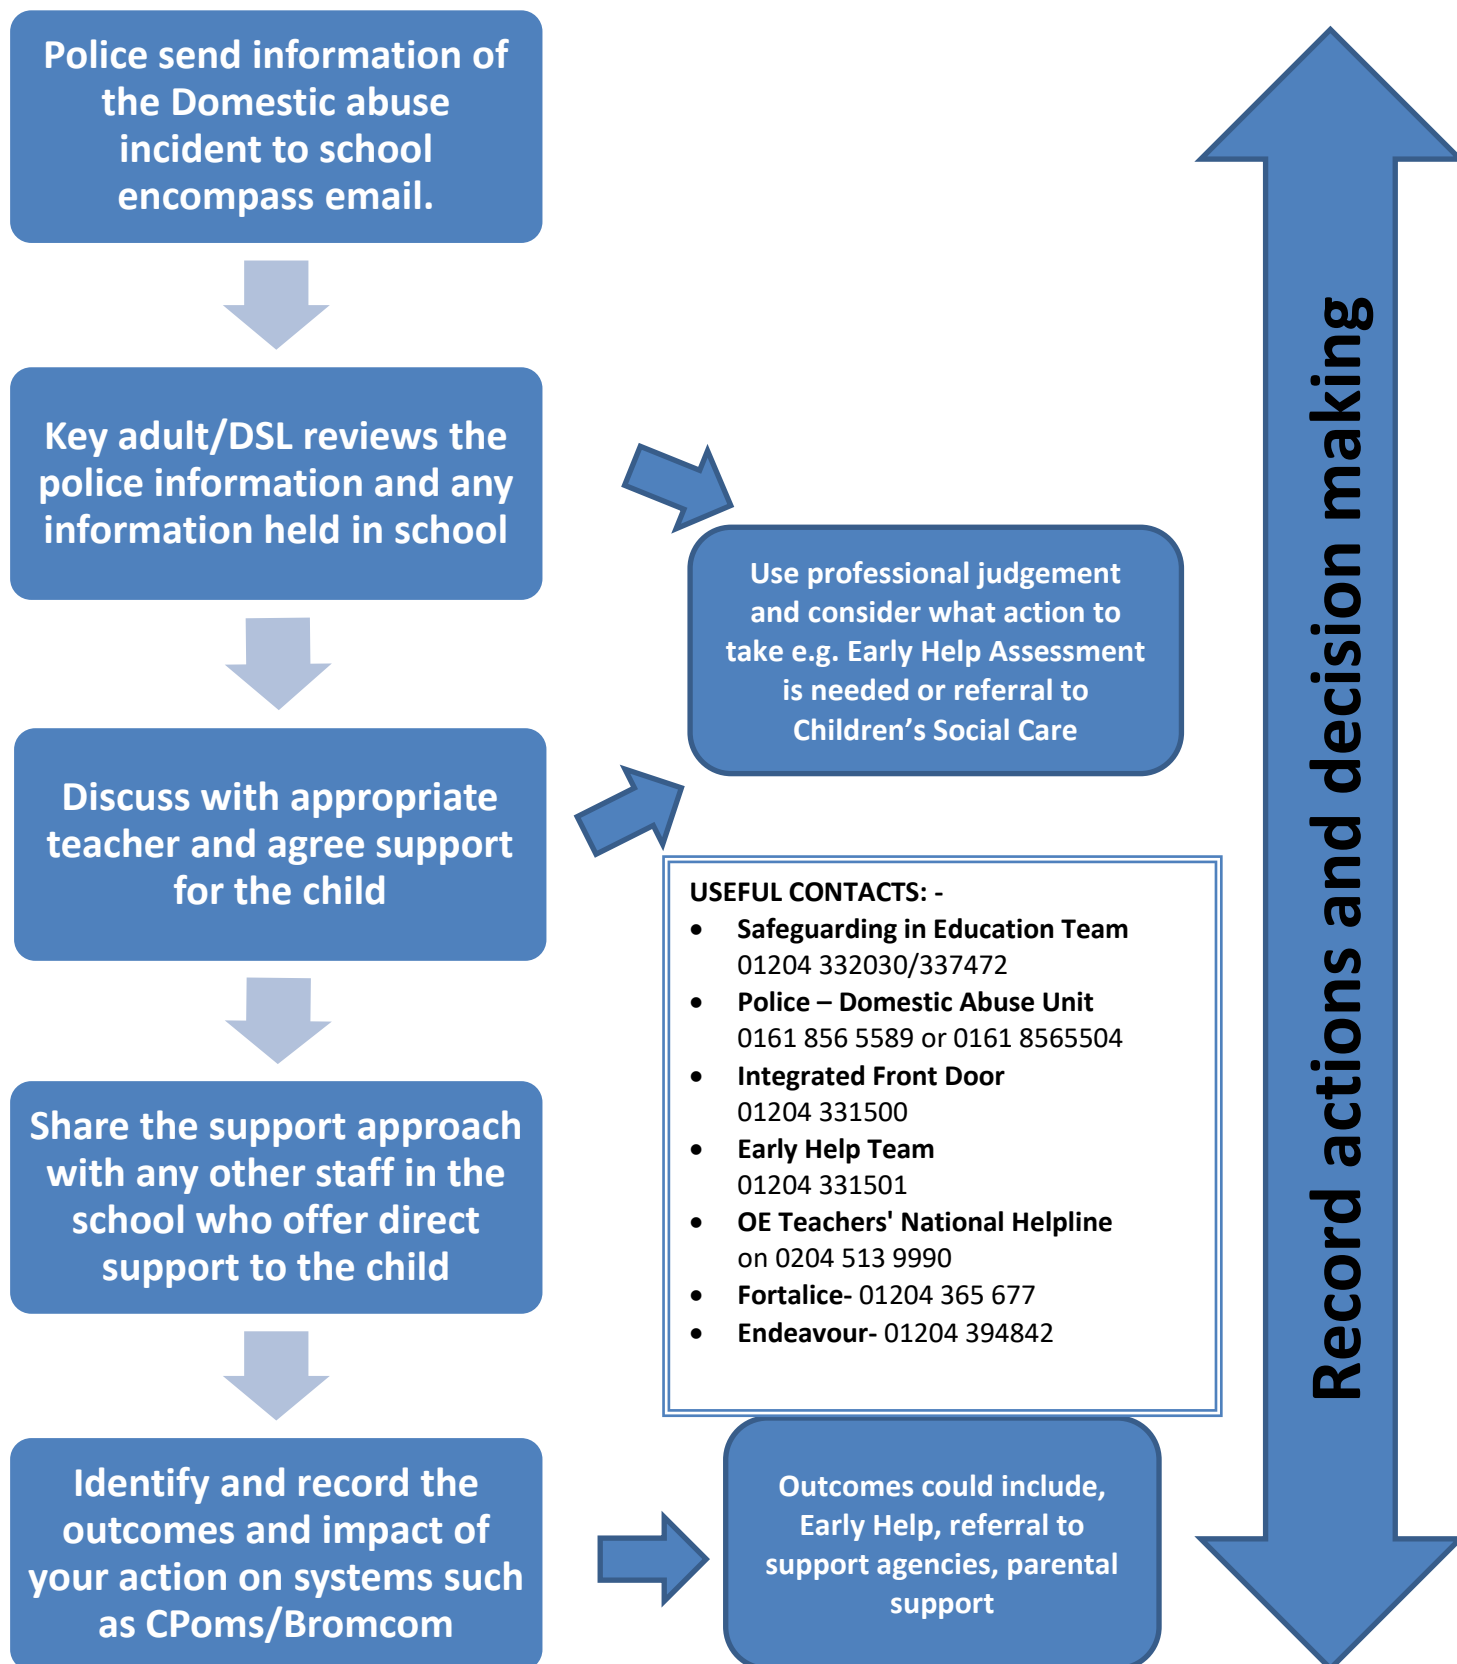 Police send information of
the Domestic abuse
incident to school
encompass email.
Key adult/DSL reviews the
police information and any
information held in school
Use professional judgement
and consider what action to
take e.g. Early Help Assessment
is needed or referral to
Children’s Social Care
Discuss with appropriate
teacher and agree support
for the child
USEFUL CONTACTS: -
• Safeguarding in Education Team
01204 332030/337472
• Police – Domestic Abuse Unit
0161 856 5589 or 0161 8565504
• Integrated Front Door
01204 331500
• Early Help Team
01204 331501
• OE Teachers' National Helpline
on 0204 513 9990
• Fortalice- 01204 365 677
• Endeavour- 01204 394842
Share the support approach
with any other staff in the
school who offer direct
support to the child
Identify and record the
outcomes and impact of
your action on systems such
as CPoms/Bromcom
Outcomes could include,
Early Help, referral to
support agencies, parental
support
Record actions and decision making